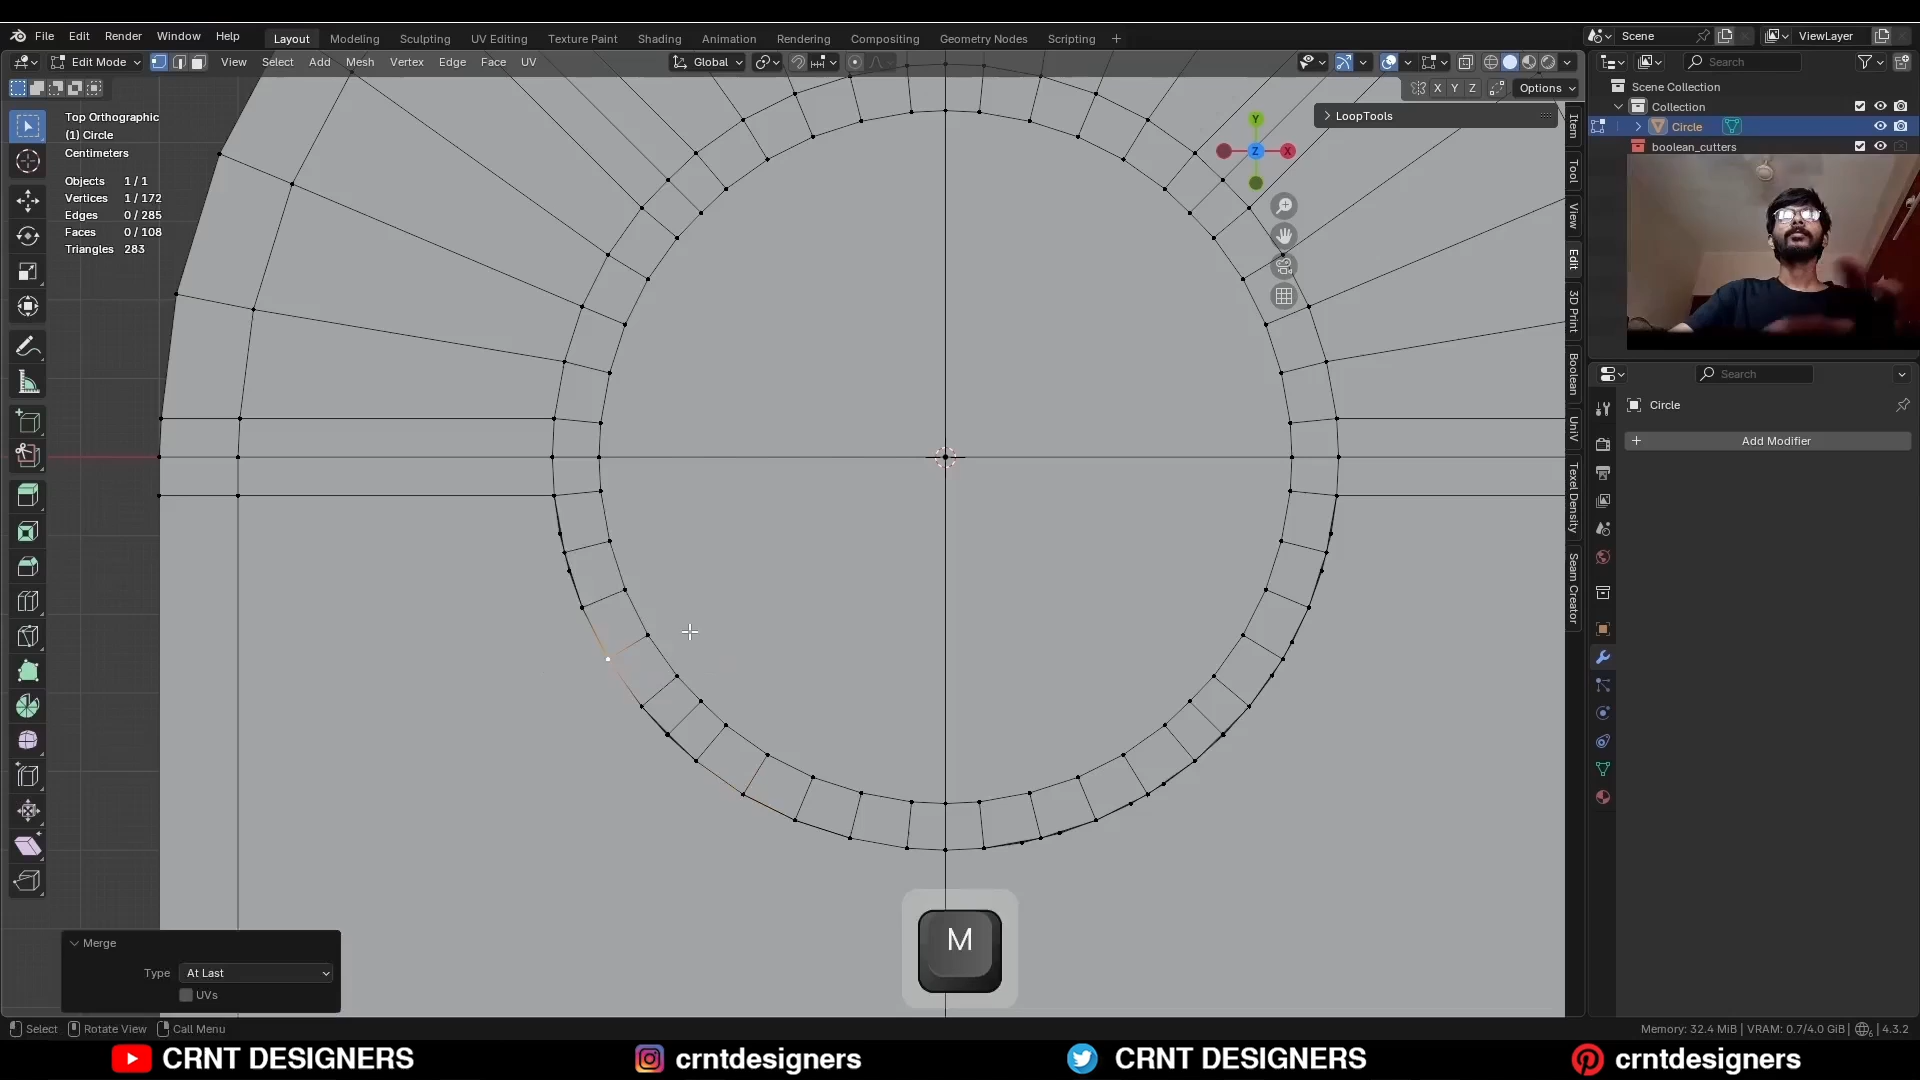 File Edit Render Window Help Layout Modeling Sculpting UV Editing Texture Paint Shading Animation Rendering Compositing Geometry Nodes Scripting + Scene ViewLayer
Edit Mode View Select Add Mesh Vertex Edge Face UV Global Search
X Y Z Options
Scene Collection
Collection
Circle
boolean_cutters
Top Orthographic
(1) Circle
Centimeters
Objects 1 / 1
Vertices 1 / 172
Edges 0 / 285
Faces 0 / 108
Triangles 283
LoopTools
Y
Z
X
Item
Tool
View
Edit
3D Print
Boolean
UniV
Texel Density
Seam Creator
Search
Circle
+ Add Modifier
M
Merge
Type At Last
UVs
Select Rotate View Call Menu Memory: 32.4 MiB | VRAM: 0.7/4.0 GiB | 4.3.2
CRNT DESIGNERS crntdesigners CRNT DESIGNERS crntdesigners